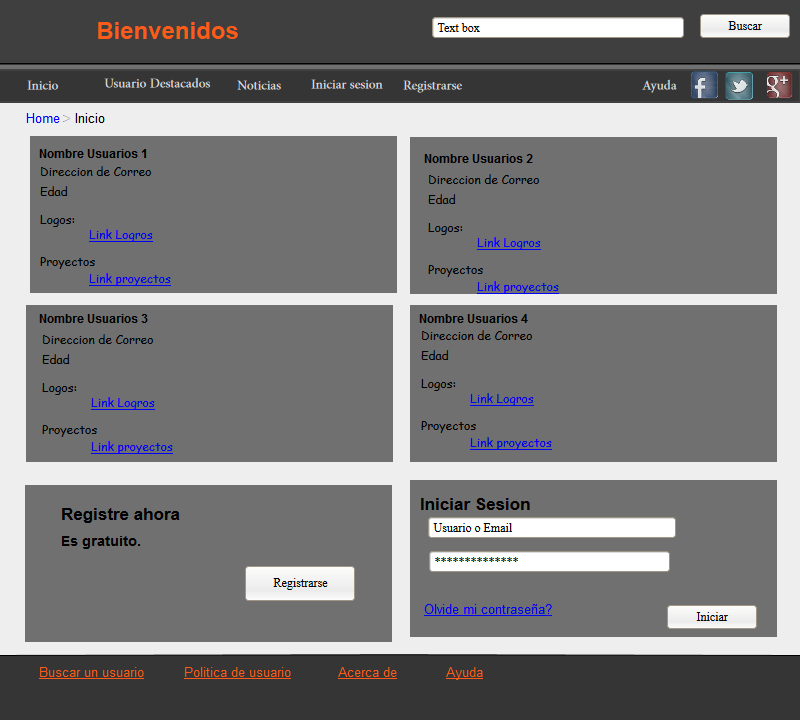 Bienvenidos
Text box
Buscar
Inicio
Usuario Destacados
Noticias
Iniciar sesion
Registrarse
Ayuda
Home > Inicio
Nombre Usuarios 1
Direccion de Correo
Edad
Logos:
Link Logros
Proyectos
Link proyectos
Nombre Usuarios 2
Direccion de Correo
Edad
Logos:
Link Logros
Proyectos
Link proyectos
Nombre Usuarios 3
Direccion de Correo
Edad
Logos:
Link Logros
Proyectos
Link proyectos
Nombre Usuarios 4
Direccion de Correo
Edad
Logos:
Link Logros
Proyectos
Link proyectos
Registre ahora
Es gratuito.
Registrarse
Iniciar Sesion
Usuario o Email
**************
Olvide mi contraseña?
Iniciar
Buscar un usuario
Politica de usuario
Acerca de
Ayuda